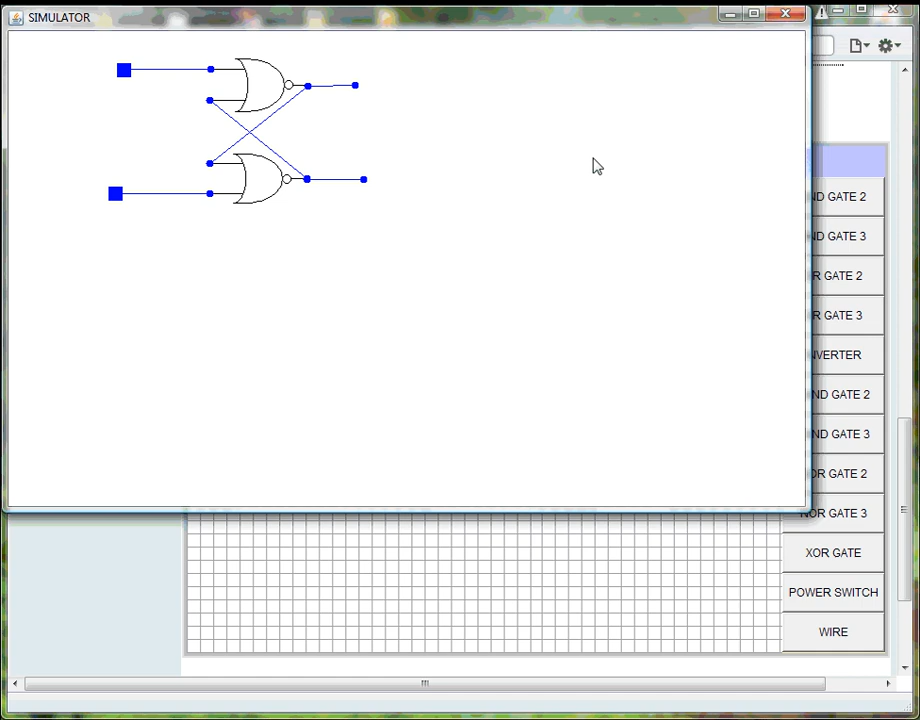 SIMULATOR
ND GATE 2
ND GATE 3
R GATE 2
R GATE 3
NVERTER
ND GATE 2
ND GATE 3
OR GATE 2
NOR GATE 3
XOR GATE
POWER SWITCH
WIRE